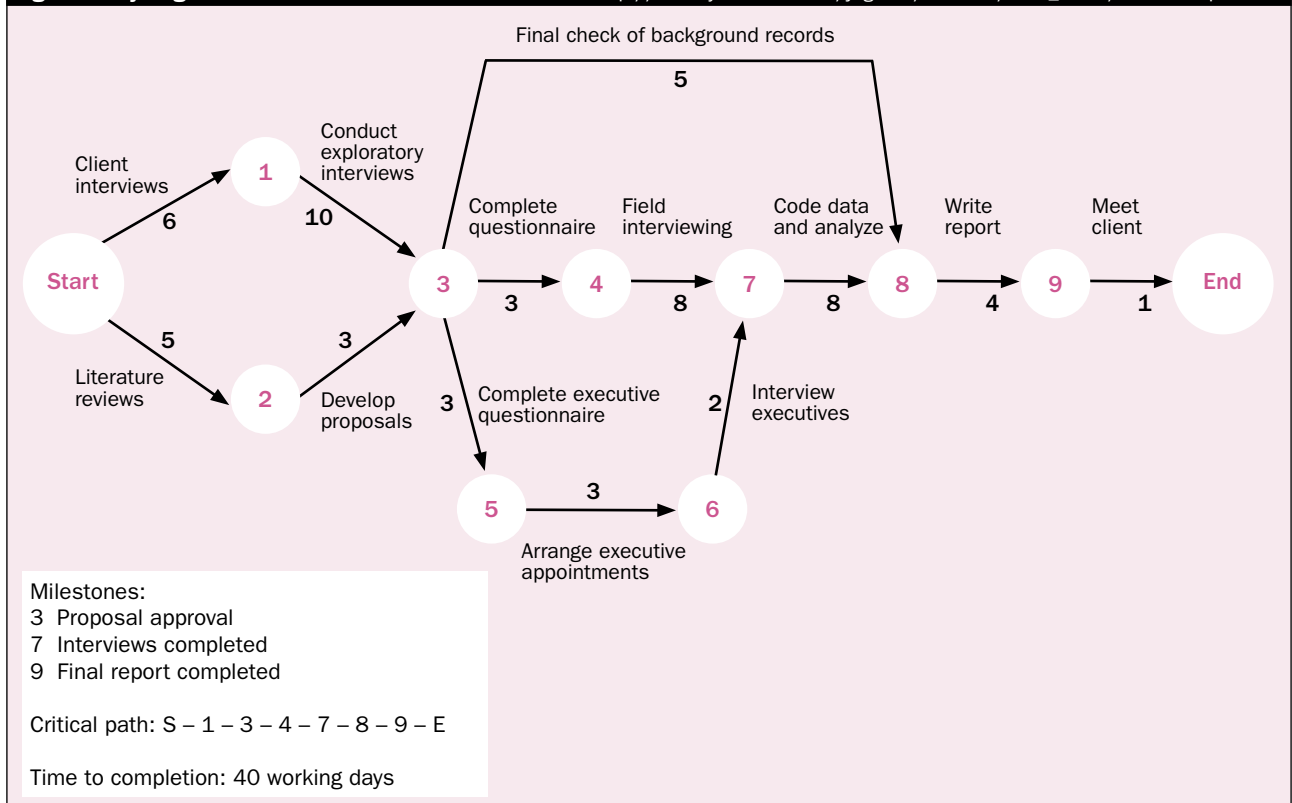 Final check of background records
5
Conduct
exploratory
interviews
Client
interviews
1
6
10
Complete
questionnaire
Field
interviewing
Code data
and analyze
Write
report
Meet
client
Start
3
4
7
8
9
End
3
8
8
4
1
5
3
Literature
reviews
2
Develop
proposals
3
Complete executive
questionnaire
2
Interview
executives
5
3
6
Arrange executive
appointments
Milestones:
3 Proposal approval
7 Interviews completed
9 Final report completed
Critical path: S – 1 – 3 – 4 – 7 – 8 – 9 – E
Time to completion: 40 working days